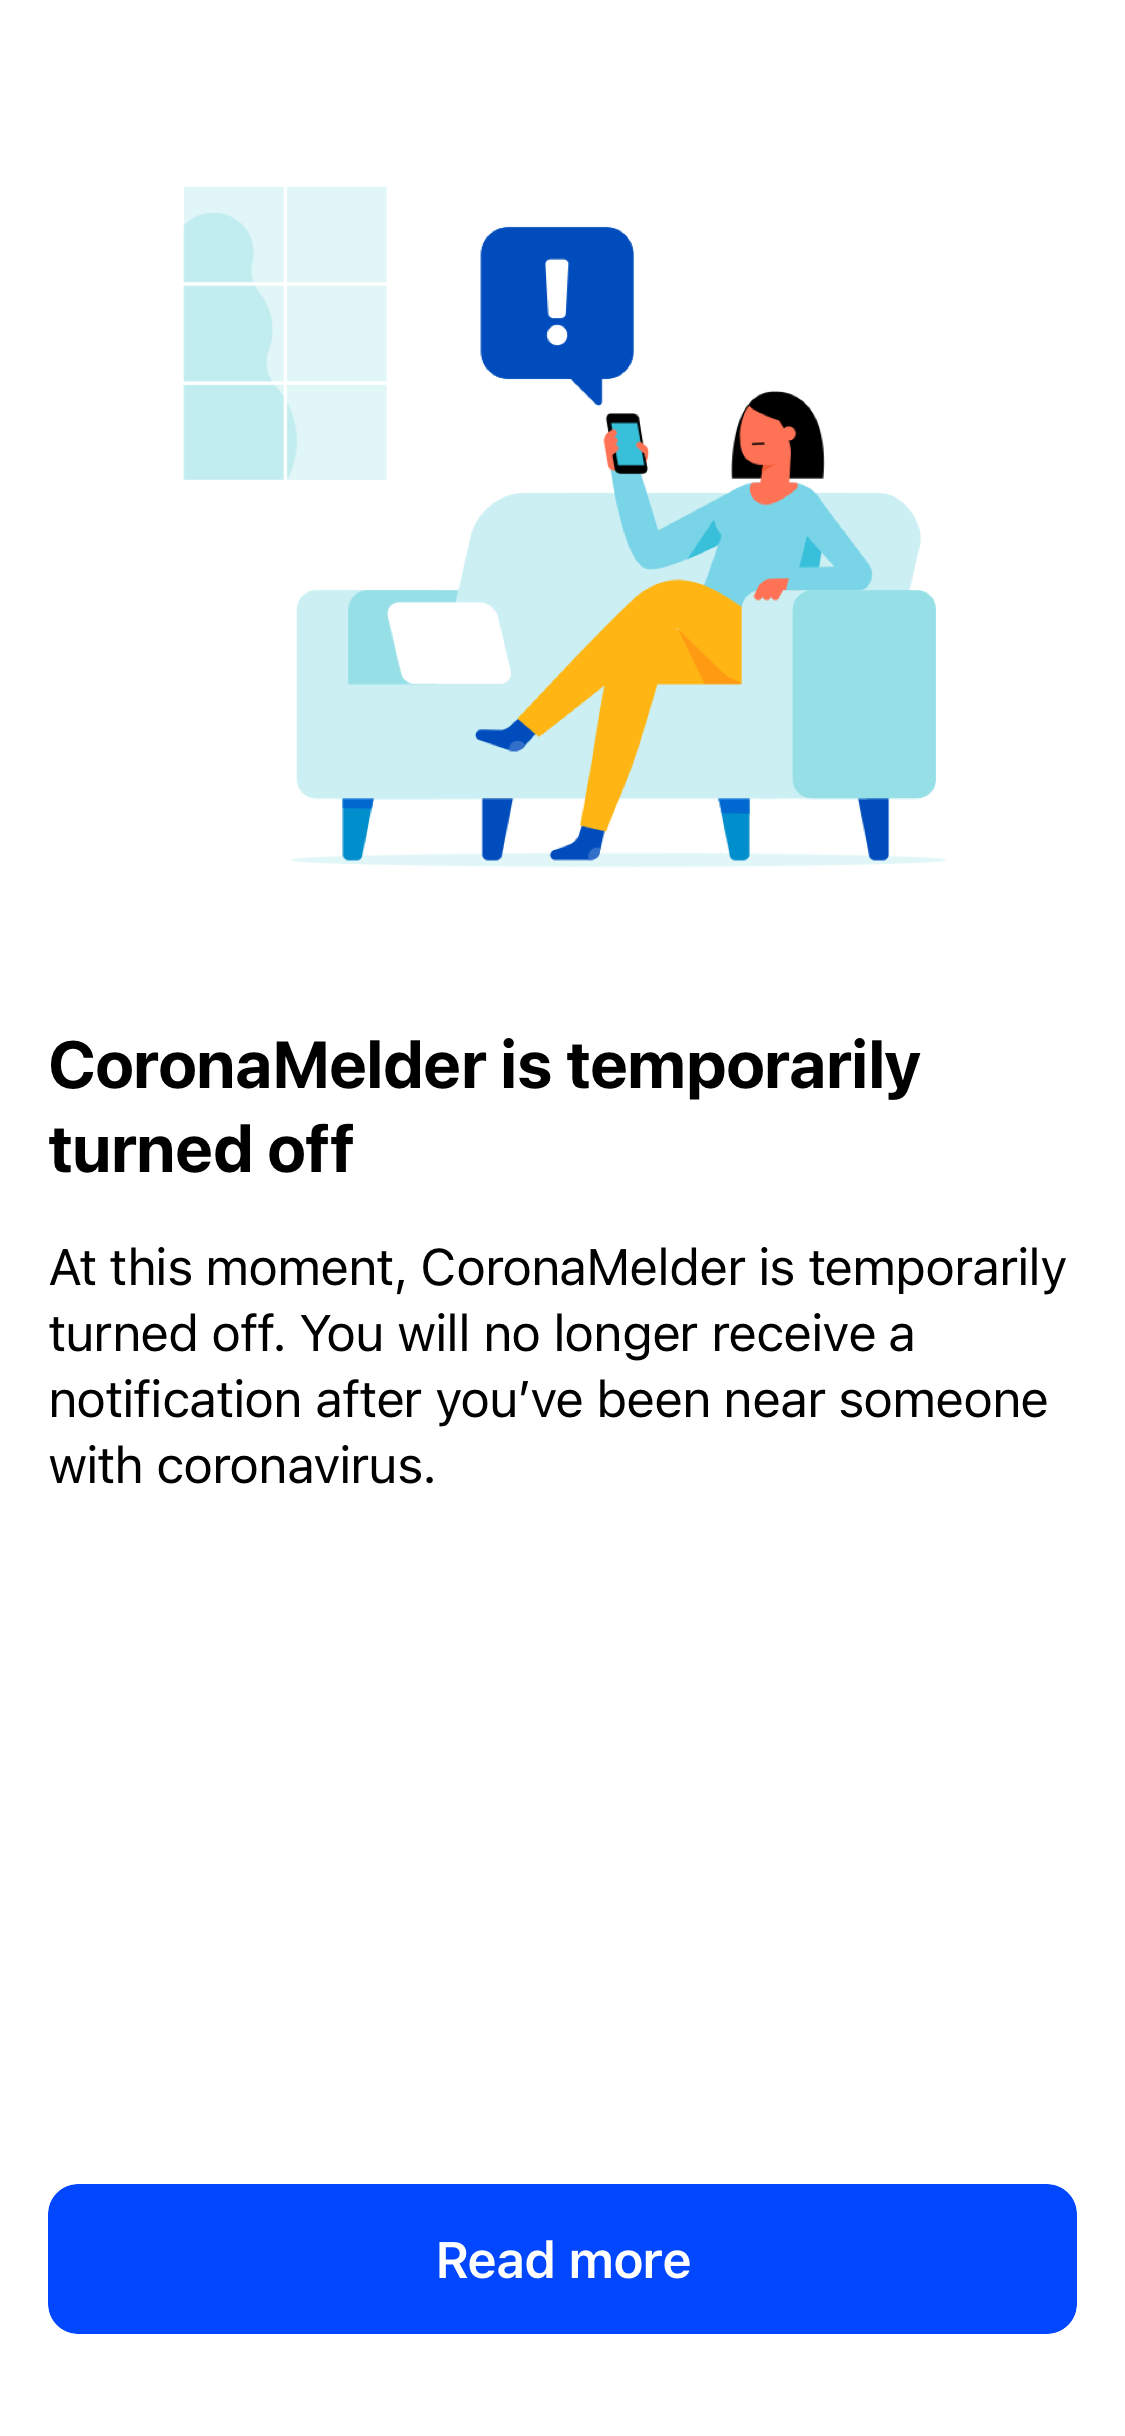 !
CoronaMelder is temporarily
turned off
At this moment, CoronaMelder is temporarily
turned off. You will no longer receive a
notification after you’ve been near someone
with coronavirus.
Read more